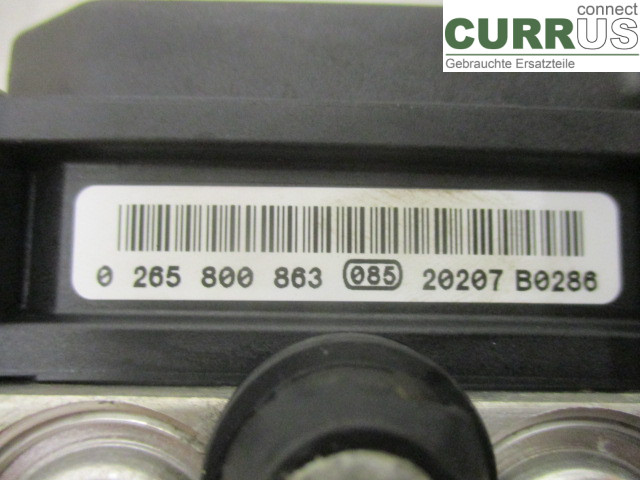 connect
CURRUS
Gebrauchte Ersatzteile
0 265 800 863 085 20207 B0286